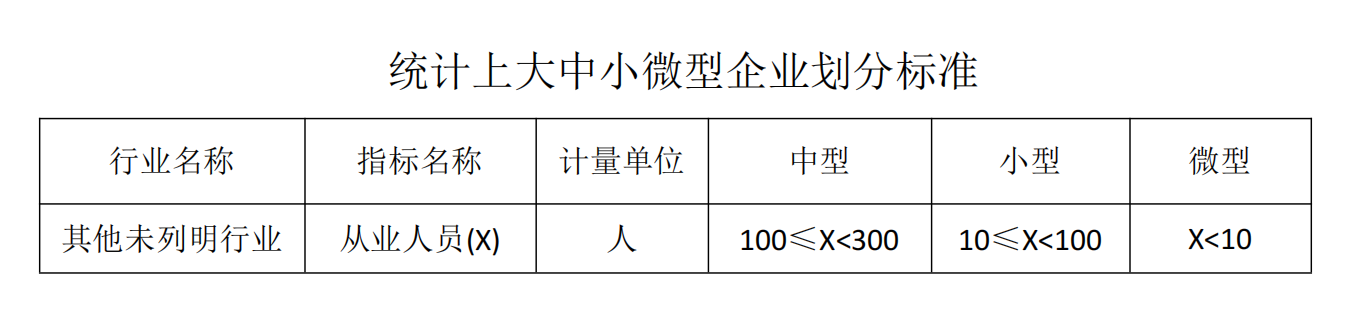 统计上大中小微型企业划分标准
行业名称 指标名称 计量单位 中型 小型 微型
其他未列明行业 从业人员(X) 人 100≤X<300 10≤X<100 X<10